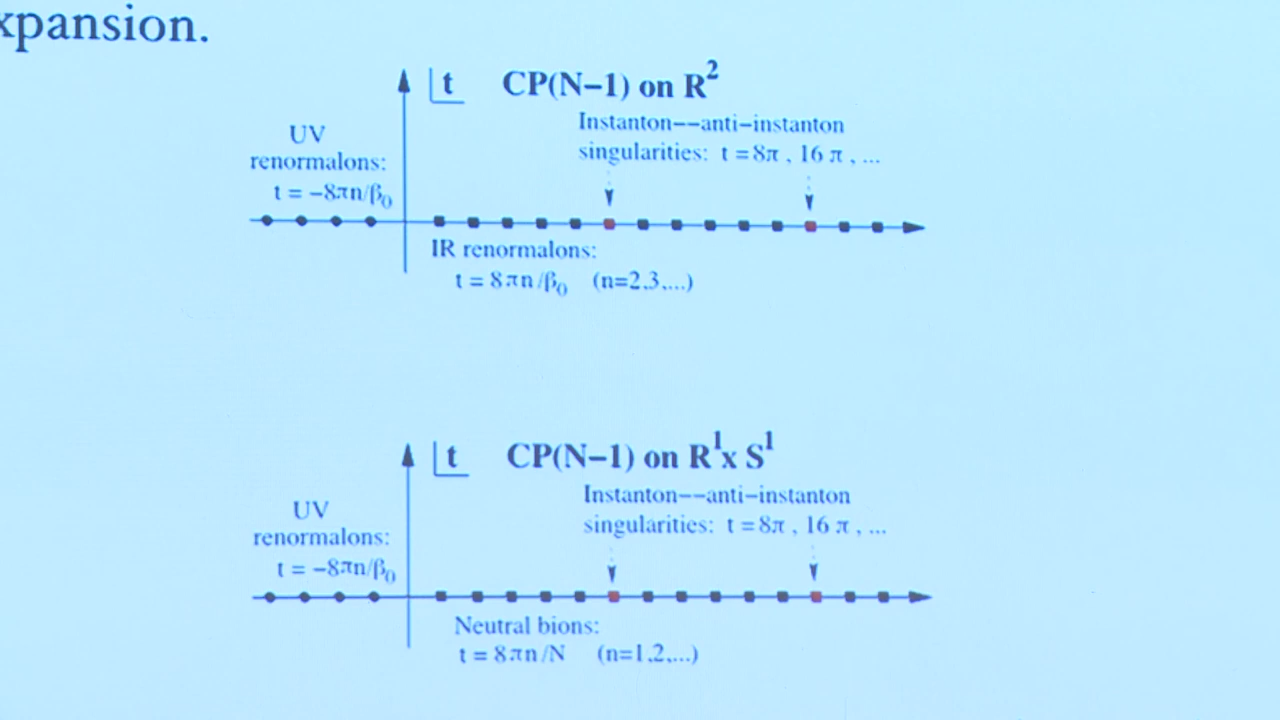 xpansion.
t CP(N−1) on R²
Instanton−−anti−instanton
singularities: t = 8π , 16 π , ...
UV
renormalons:
t = −8πn/β₀
IR renormalons:
t = 8πn/β₀ (n=2,3,...)
t CP(N−1) on R¹x S¹
Instanton−−anti−instanton
singularities: t = 8π , 16 π , ...
UV
renormalons:
t = −8πn/β₀
Neutral bions:
t = 8πn/N (n=1,2,...)